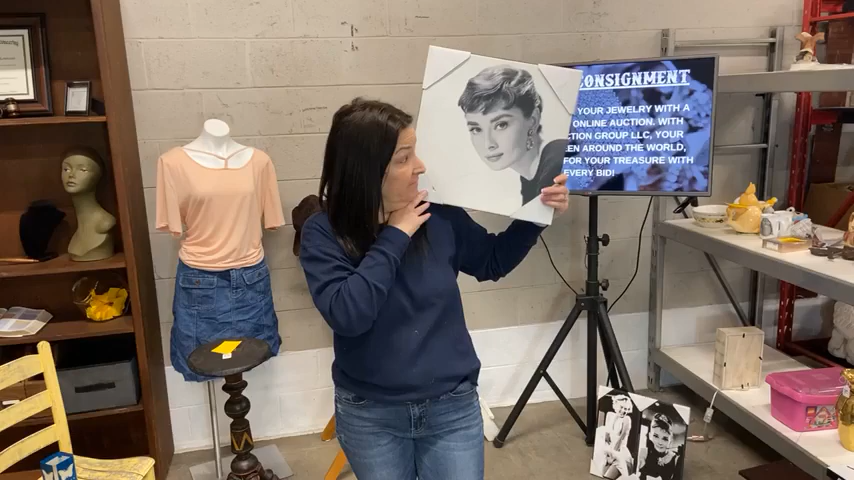 CONSIGNMENT
YOUR JEWELRY WITH A
ONLINE AUCTION. WITH
CTION GROUP LLC, YOUR
EEN AROUND THE WORLD,
FOR YOUR TREASURE WITH
EVERY BID!